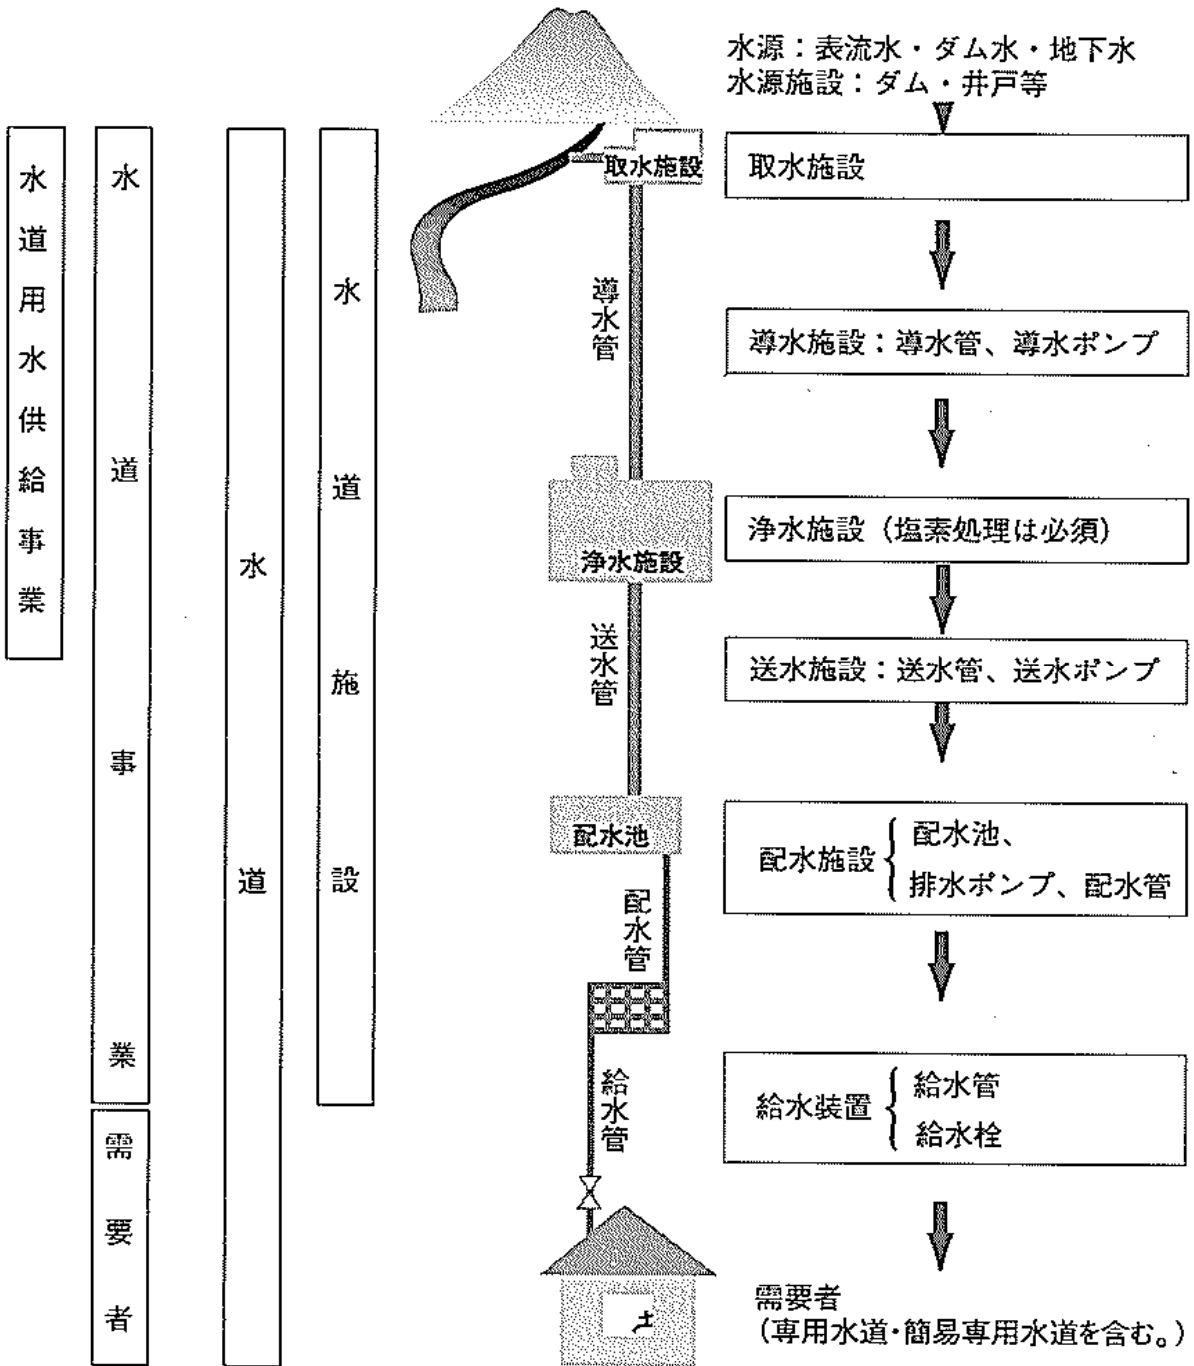 水道用水供給事業
水道事業
需要者
水道
水道施設
取水施設
導水管
浄水施設
送水管
配水池
配水管
給水管
水源：表流水・ダム水・地下水
水源施設：ダム・井戸等
取水施設
導水施設：導水管、導水ポンプ
浄水施設（塩素処理は必須）
送水施設：送水管、送水ポンプ
配水施設
配水池、
排水ポンプ、配水管
給水装置
給水管
給水栓
需要者
（専用水道・簡易専用水道を含む。）